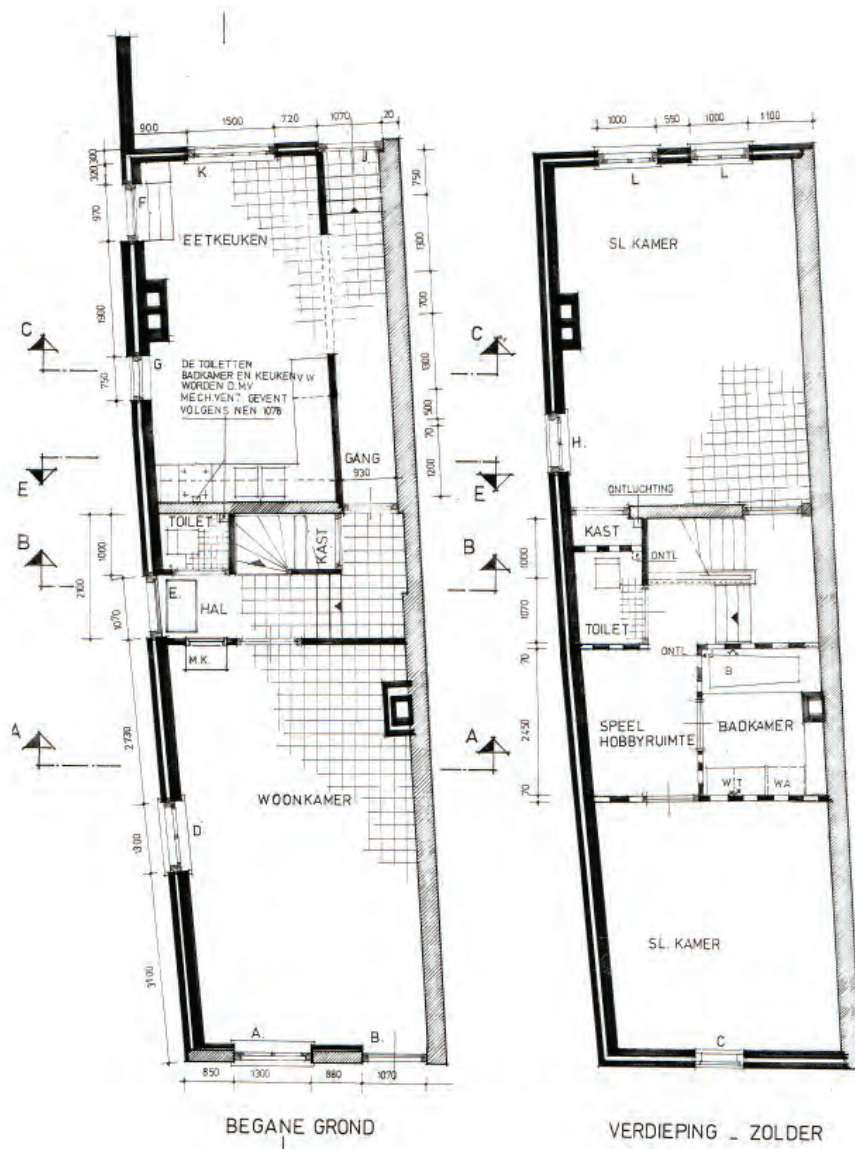 900
1500
720
1070
20
320
300
970
1900
750
K
J
F
EETKEUKEN
750
1300
700
1300
500
70
1200
C
G
DE TOILETTEN
BADKAMER EN KEUKEN
WORDEN D.M.V
MECH.VENT. GEVENT
VOLGENS NEN 1078
V W
GANG
930
E
TOILET
KAST
B
1000
2100
1070
E.
HAL
M.K.
A
2730
WOONKAMER
D.
1300
3100
A.
B.
850
1300
880
1070
BEGANE GROND
1000
550
1000
1100
L
L
SL. KAMER
C
H.
E
ONTLUCHTING
KAST
ONTL
B
1000
1070
TOILET
ONTL
70
B
SPEEL
HOBBYRUIMTE
BADKAMER
A
2450
WT
WA
70
SL. KAMER
C
VERDIEPING _ ZOLDER